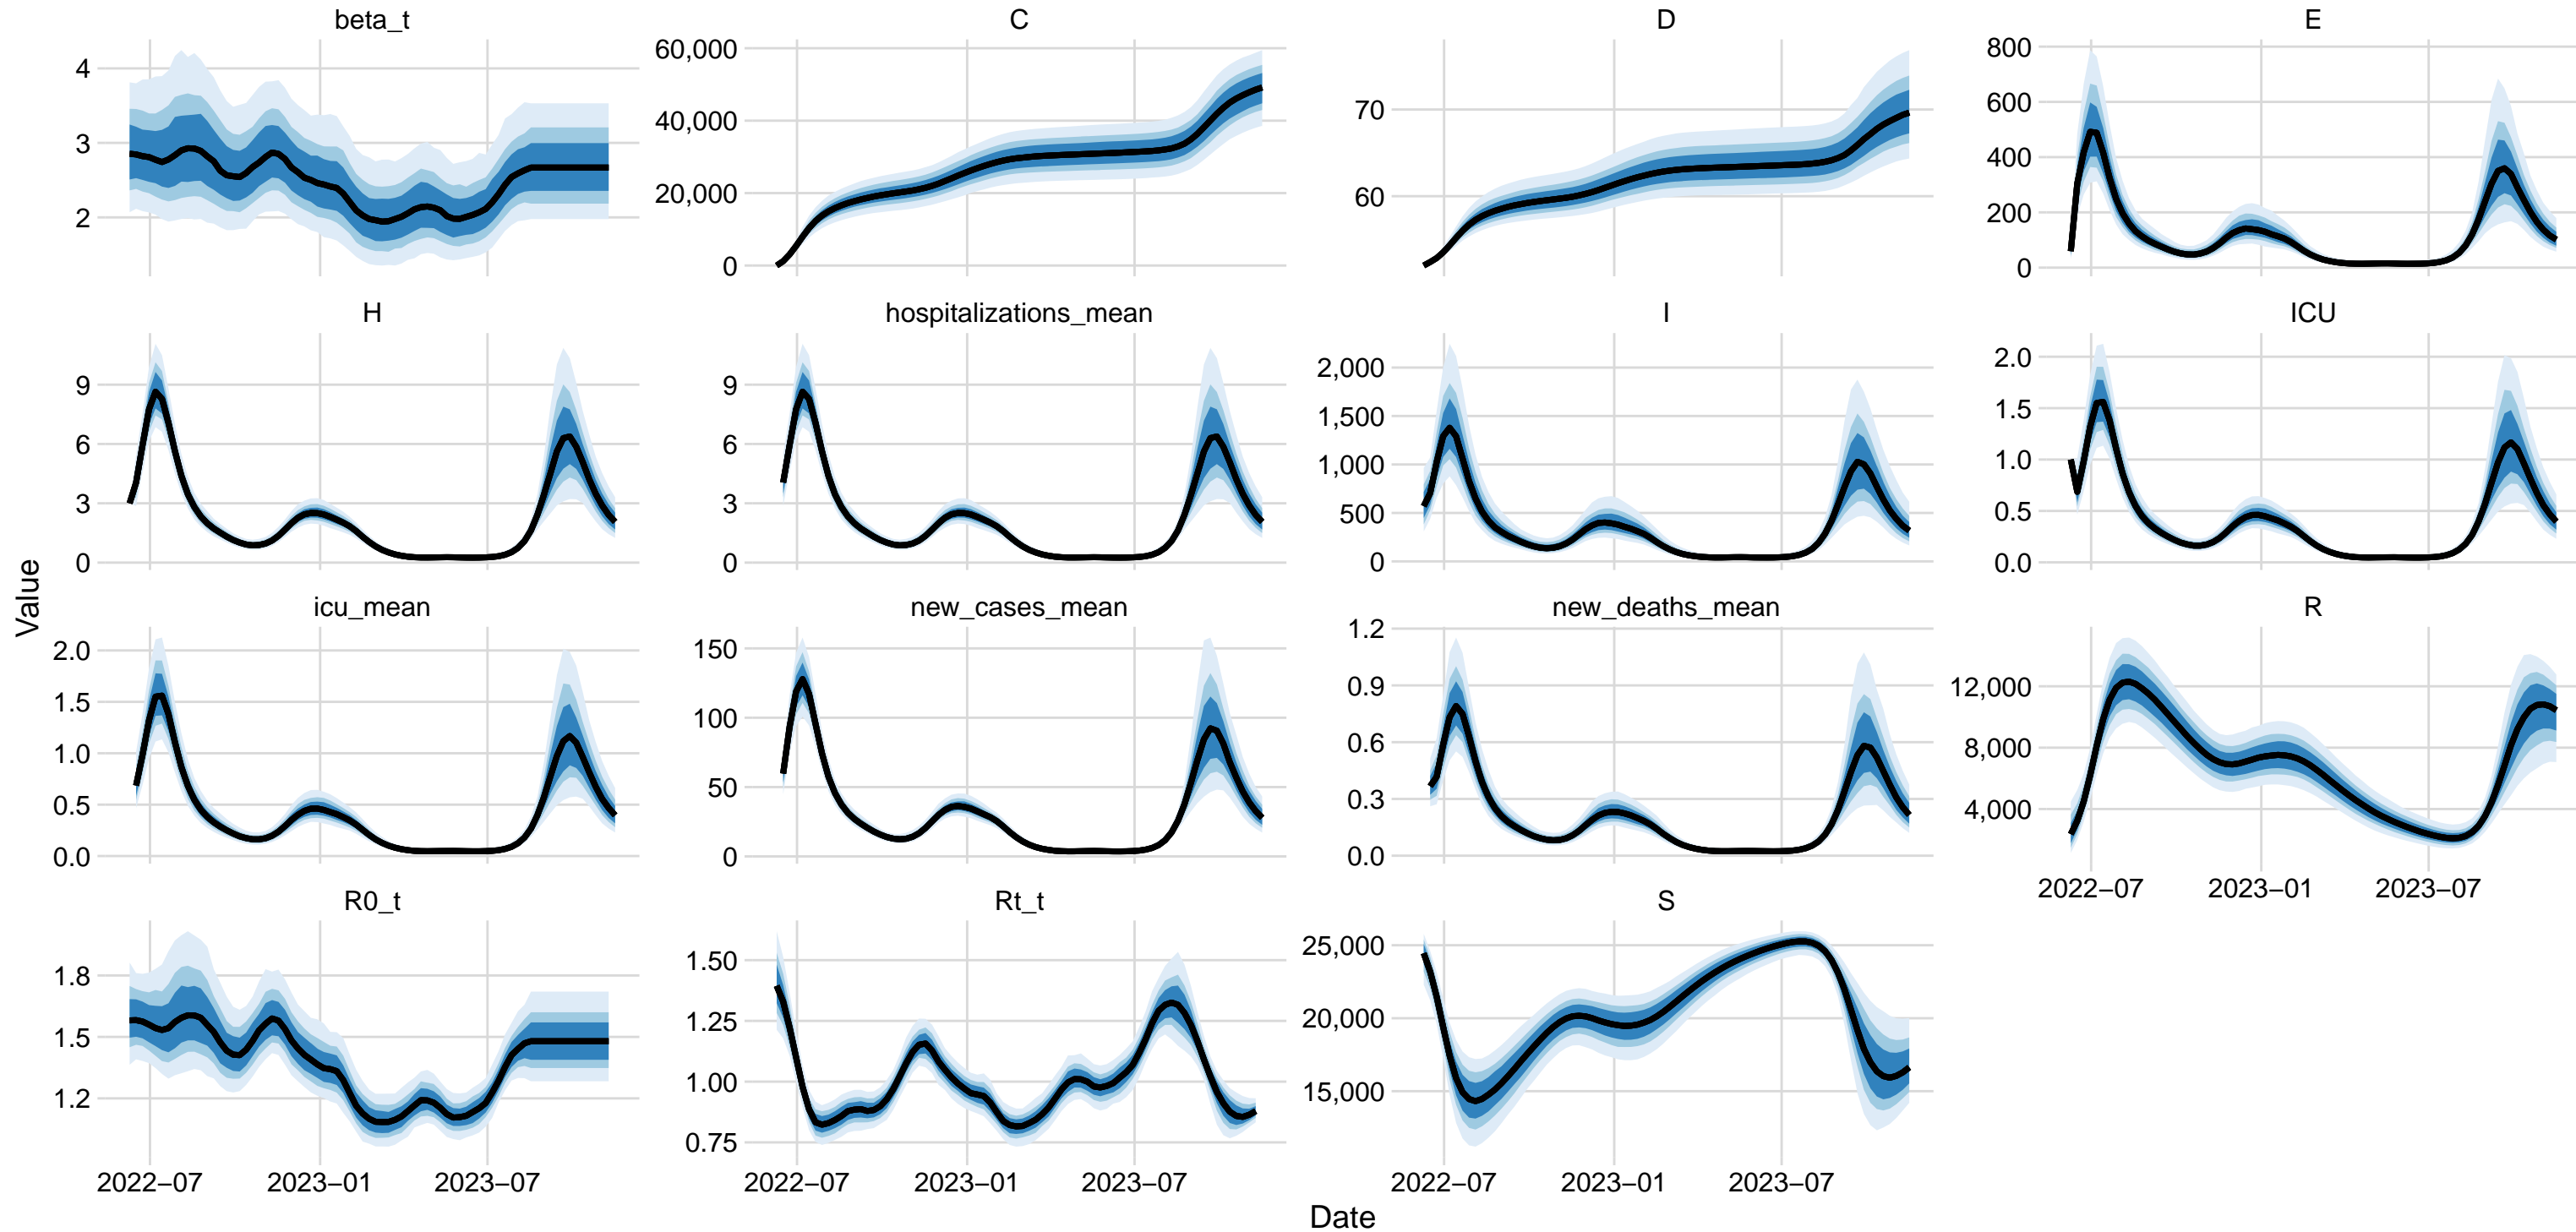 beta_t
C
D
E
4
3
2
60,000
40,000
20,000
0
70
60
800
600
400
200
0
H
hospitalizations_mean
I
ICU
9
6
3
0
9
6
3
0
2,000
1,500
1,000
500
0
2.0
1.5
1.0
0.5
0.0
Value
icu_mean
new_cases_mean
new_deaths_mean
R
2.0
1.5
1.0
0.5
0.0
150
100
50
0
1.2
0.9
0.6
0.3
0.0
12,000
8,000
4,000
2022−07 2023−01 2023−07
R0_t
Rt_t
S
1.8
1.5
1.2
1.50
1.25
1.00
0.75
25,000
20,000
15,000
2022−07 2023−01 2023−07
2022−07 2023−01 2023−07
2022−07 2023−01 2023−07
Date